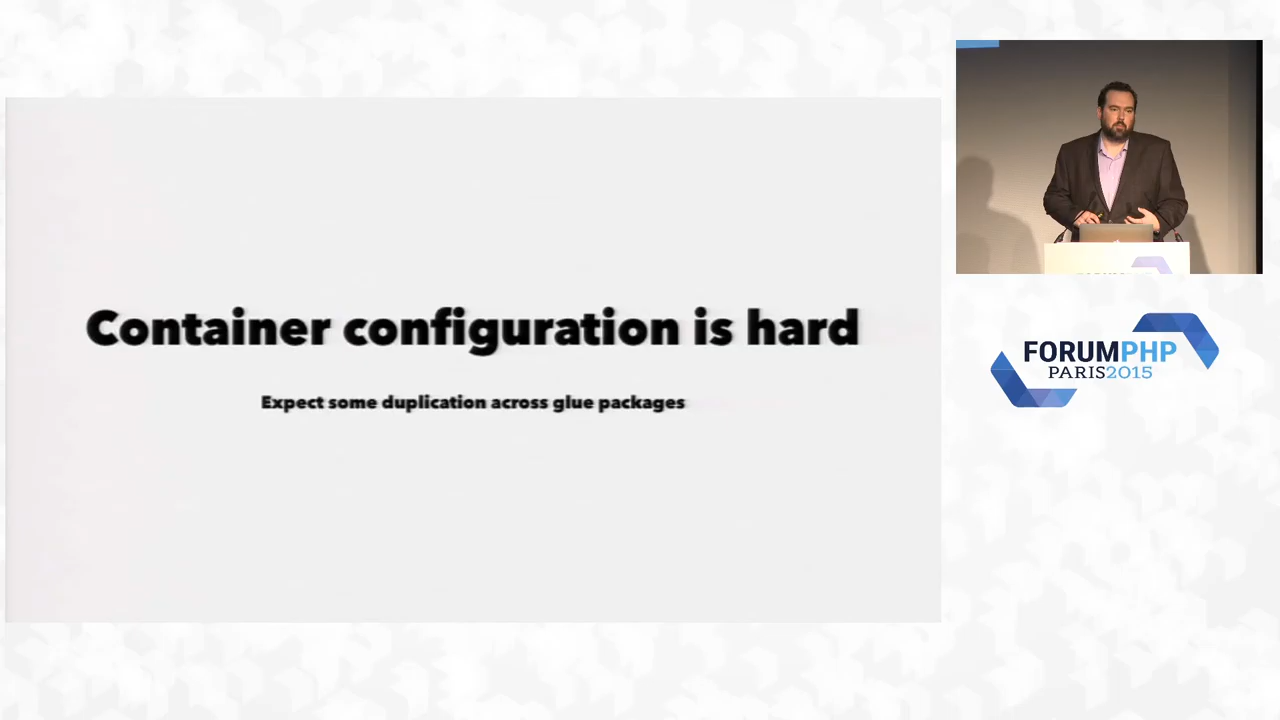 Container configuration is hard
Expect some duplication across glue packages
FORUMPHP
PARIS2015